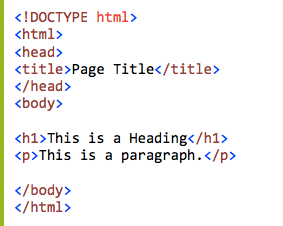 <!DOCTYPE html>
<html>
<head>
<title>Page Title</title>
</head>
<body>

<h1>This is a Heading</h1>
<p>This is a paragraph.</p>

</body>
</html>